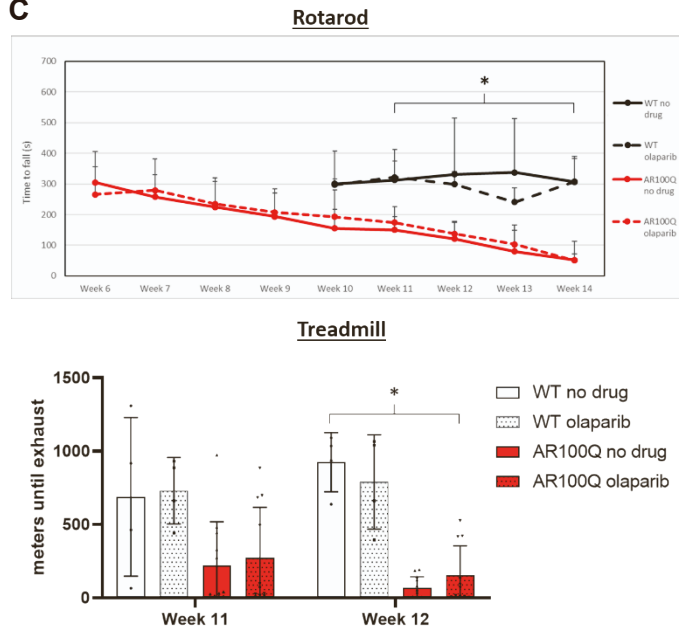 C
Rotarod
700
600
500
400
300
200
100
0
Time to fall (s)
*
Week 6 Week 7 Week 8 Week 9 Week 10 Week 11 Week 12 Week 13 Week 14
WT no
drug
WT
olaparib
AR100Q
no drug
AR100Q
olaparib
Treadmill
1500
1000
500
0
meters until exhaust
*
Week 11 Week 12
WT no drug
WT olaparib
AR100Q no drug
AR100Q olaparib